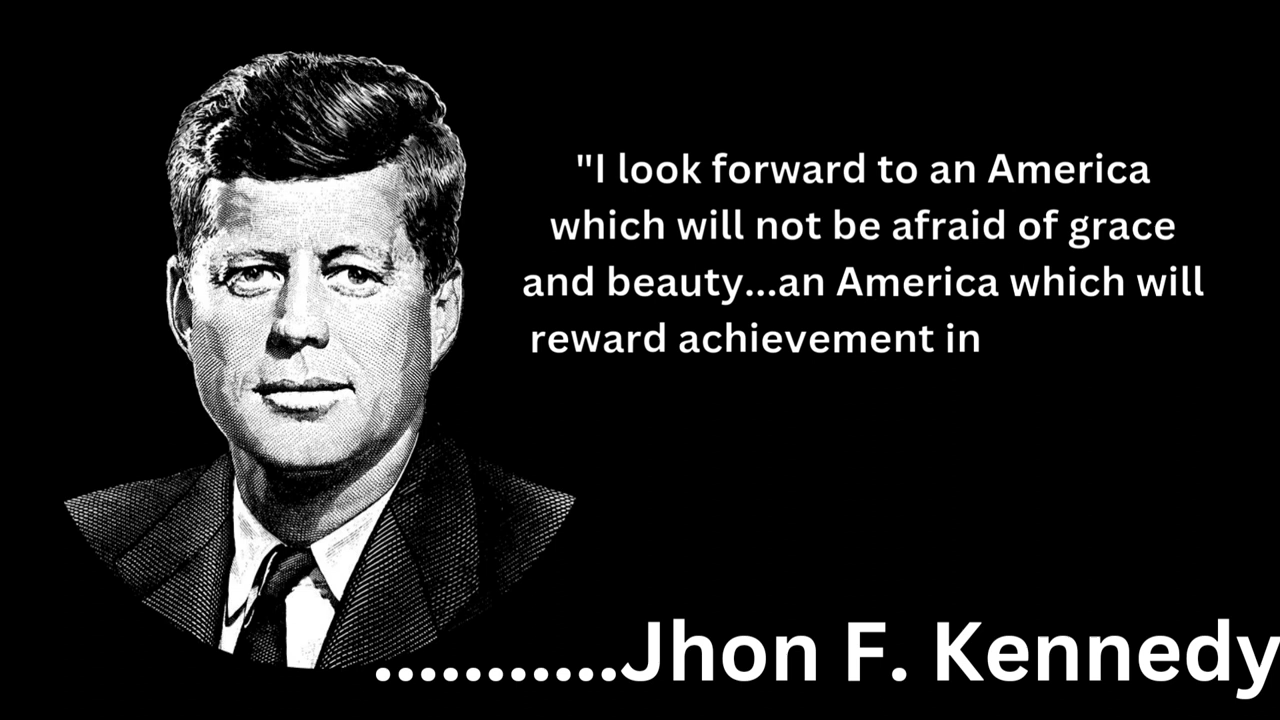 "I look forward to an America
which will not be afraid of grace
and beauty...an America which will
reward achievement in
...........Jhon F. Kennedy